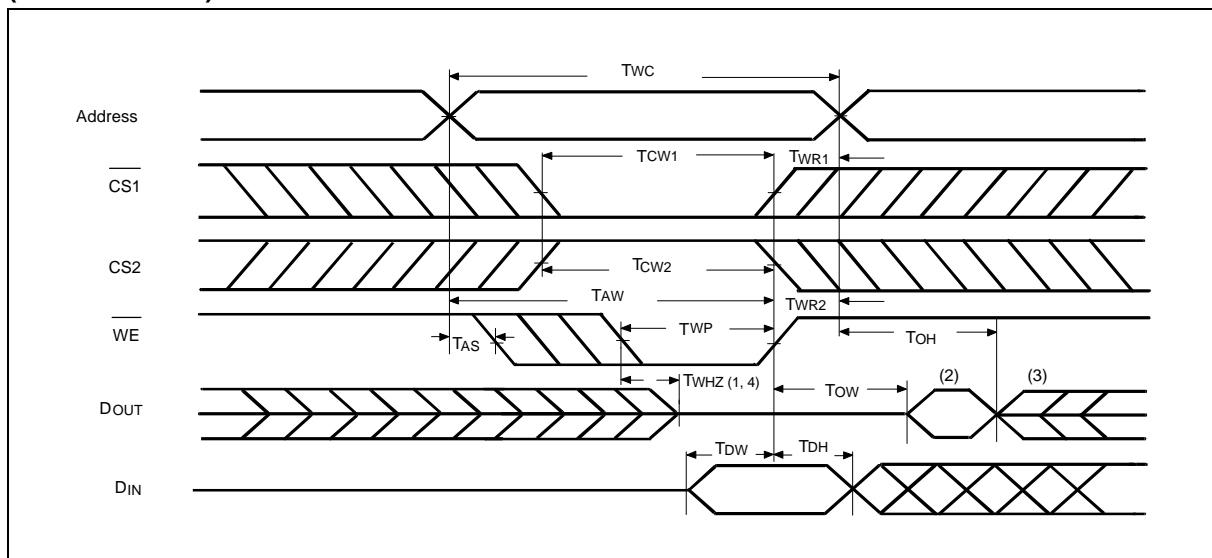 TWC
Address
TCW1
TWR1
CS1
CS2
TCW2
TAW
TWR2
WE
TAS
TWP
TOH
TWHZ (1, 4)
TOW
(2)
(3)
DOUT
TDW
TDH
DIN